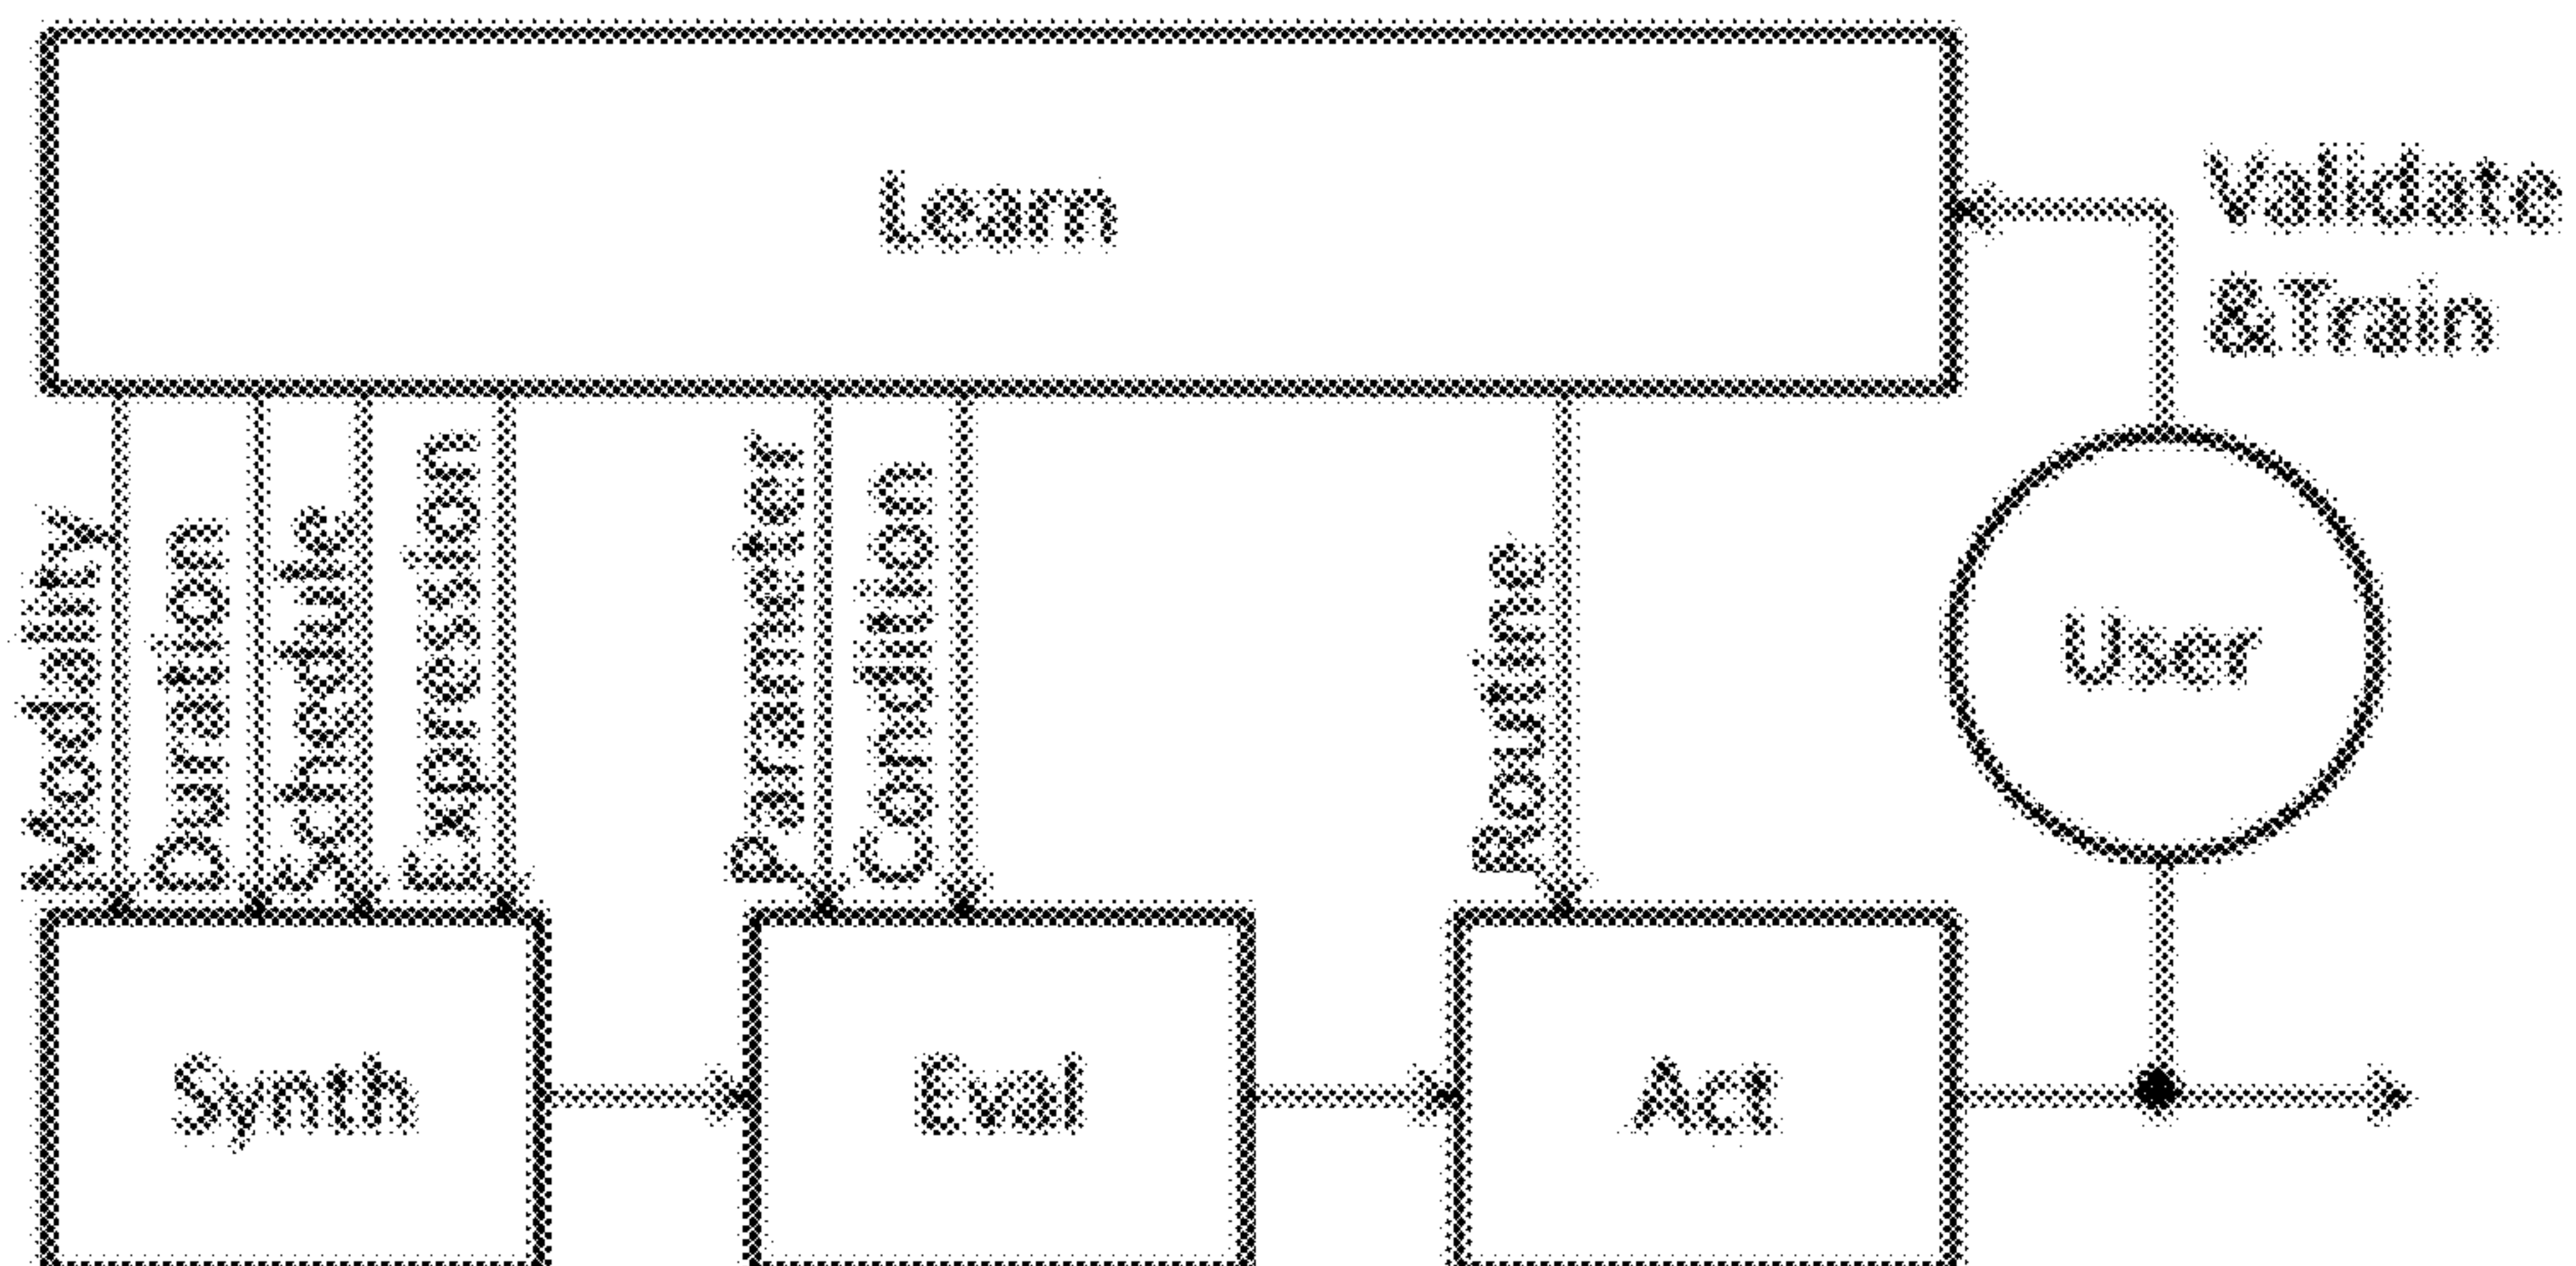 Learn
Validate
& Train
Modality
Duration
Schedule
Expression
Parameter
Condition
Routine
User
Synth
Eval
Act